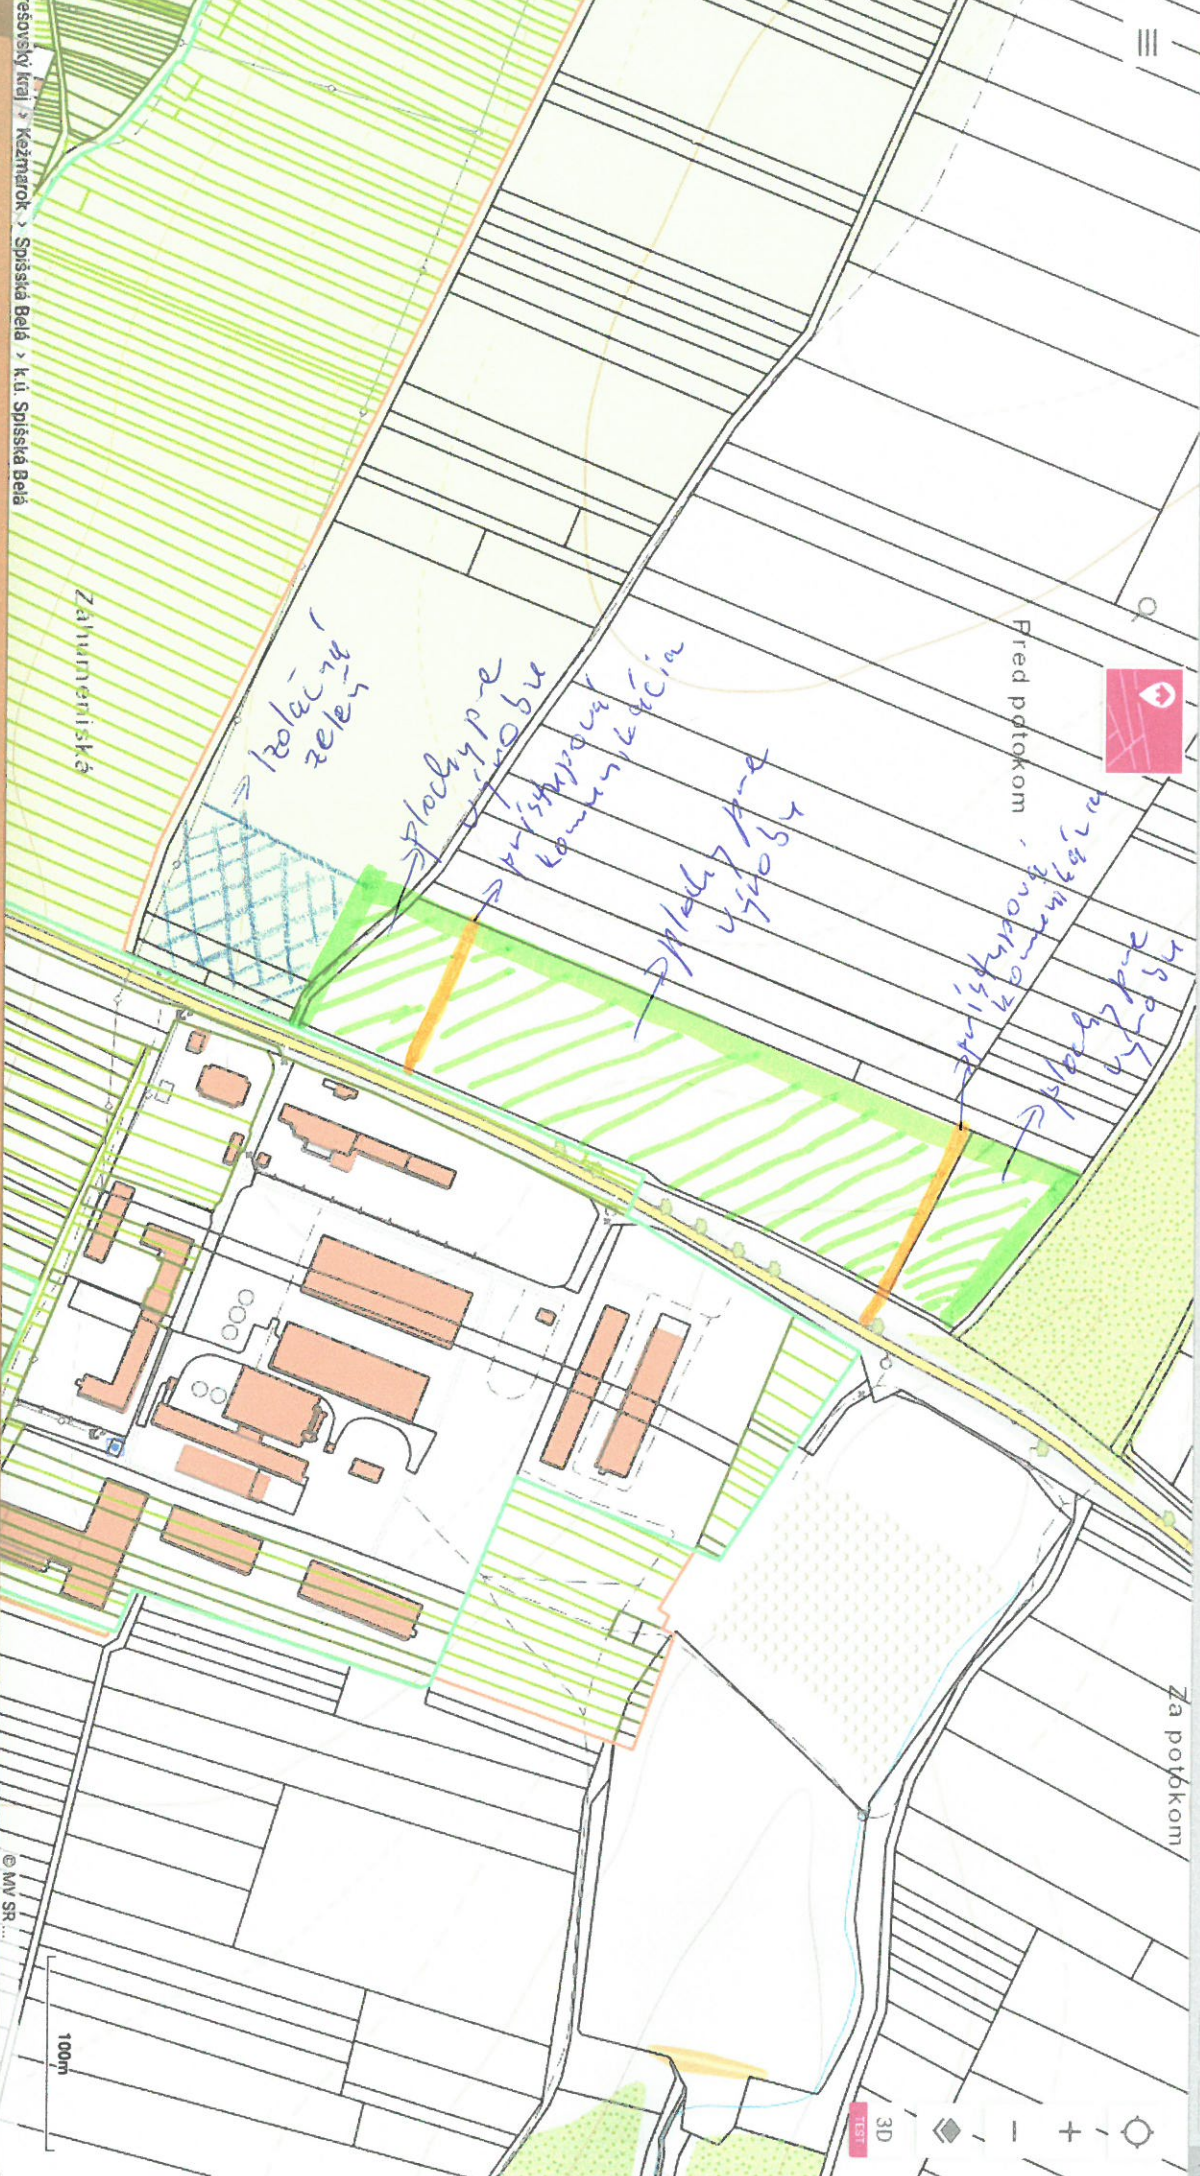 Pred potokom
Za potokom
Záhumeniská
Izolačná
zeleň
plochy pre
výrobu
prístupová
komunikácia
plochy pre
výrobu
prístupová
komunikácia
plochy pre
výrobu
3D
TEST
100m
© MV SR...
ešovský kraj > Kežmarok > Spišská Belá > k.ú. Spišská Belá